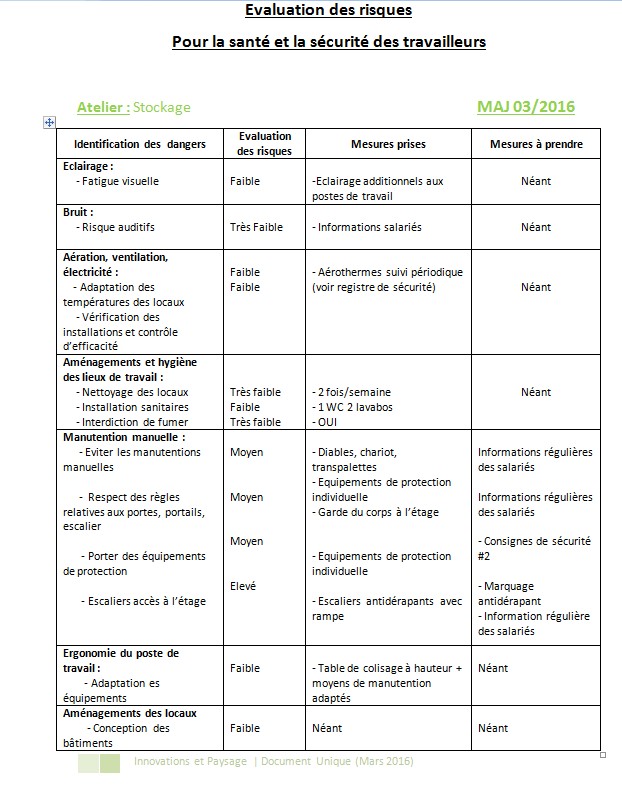 Evaluation des risques
Pour la santé et la sécurité des travailleurs
Atelier : Stockage
MAJ 03/2016
Identification des dangers
Evaluation
des risques
Mesures prises
Mesures à prendre
Eclairage :
- Fatigue visuelle
Faible
-Eclairage additionnels aux
postes de travail
Néant
Bruit :
- Risque auditifs
Très Faible
- Informations salariés
Néant
Aération, ventilation,
électricité :
- Adaptation des
températures des locaux
- Vérification des
installations et contrôle
d’efficacité
Faible
Faible
- Aérothermes suivi périodique
(voir registre de sécurité)
Néant
Aménagements et hygiène
des lieux de travail :
- Nettoyage des locaux
- Installation sanitaires
- Interdiction de fumer
Très faible
Faible
Très faible
- 2 fois/semaine
- 1 WC 2 lavabos
- OUI
Néant
Manutention manuelle :
- Eviter les manutentions
manuelles
- Respect des règles
relatives aux portes, portails,
escalier
- Porter des équipements
de protection
- Escaliers accès à l’étage
Moyen
Moyen
Moyen
Elevé
- Diables, chariot,
transpalettes
- Equipements de protection
individuelle
- Garde du corps à l’étage
- Equipements de protection
individuelle
- Escaliers antidérapants avec
rampe
Informations régulières
des salariés
Informations régulières
des salariés
- Consignes de sécurité
#2
- Marquage
antidérapant
- Information régulière
des salariés
Ergonomie du poste de
travail :
- Adaptation es
équipements
Faible
- Table de colisage à hauteur +
moyens de manutention
adaptés
Néant
Aménagements des locaux
- Conception des
bâtiments
Faible
Néant
Néant
Innovations et Paysage | Document Unique (Mars 2016)